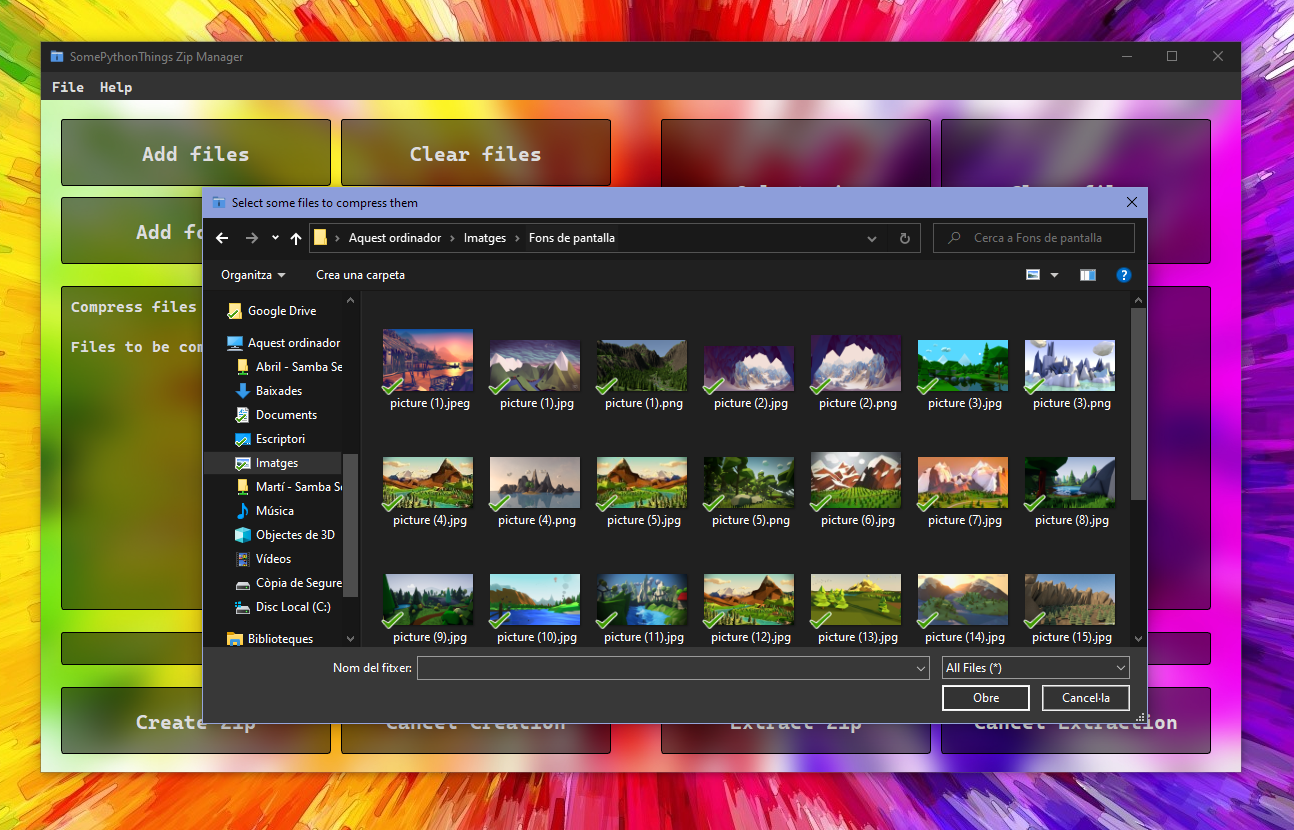 SomePythonThings Zip Manager
File Help
Add files Clear files
Select some files to compress them
Add fo
Aquest ordinador Imatges Fons de pantalla Cerca a Fons de pantalla
Organitza Crea una carpeta
Compress files
Files to be com
Google Drive
Aquest ordinador
Abril - Samba Se
Baixades
Documents
Escriptori
Imatges
Martí - Samba Se
Música
Objectes de 3D
Vídeos
Còpia de Segure
Disc Local (C:)
Biblioteques
picture (1).jpeg picture (1).jpg picture (1).png picture (2).jpg picture (2).png picture (3).jpg picture (3).png
picture (4).jpg picture (4).png picture (5).jpg picture (5).png picture (6).jpg picture (7).jpg picture (8).jpg
picture (9).jpg picture (10).jpg picture (11).jpg picture (12).jpg picture (13).jpg picture (14).jpg picture (15).jpg
Nom del fitxer: All Files (*)
Obre Cancel·la
Create Zip Cancel Creation Extract Zip Cancel Extraction